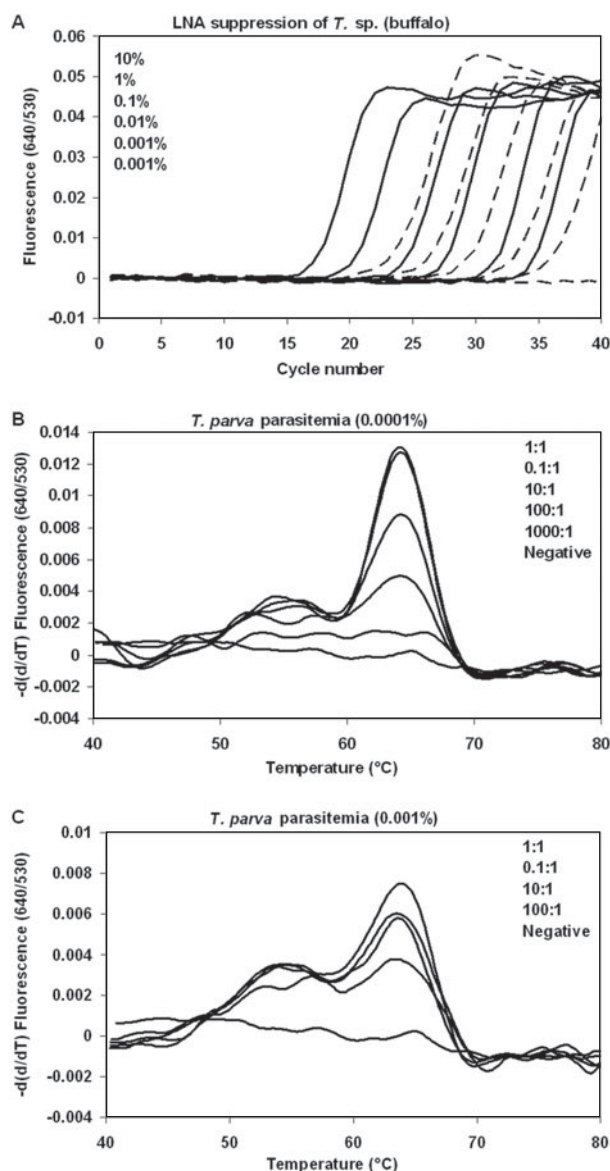 A
LNA suppression of T. sp. (buffalo)
Fluorescence (640/530)
0.06
0.05
0.04
0.03
0.02
0.01
0
-0.01
10%
1%
0.1%
0.01%
0.001%
0.001%
0 5 10 15 20 25 30 35 40
Cycle number
B
T. parva parasitemia (0.0001%)
-d(d/dT) Fluorescence (640/530)
0.014
0.012
0.01
0.008
0.006
0.004
0.002
0
-0.002
-0.004
1:1
0.1:1
10:1
100:1
1000:1
Negative
40 50 60 70 80
Temperature (°C)
C
T. parva parasitemia (0.001%)
-d(d/dT) Fluorescence (640/530)
0.01
0.008
0.006
0.004
0.002
0
-0.002
-0.004
1:1
0.1:1
10:1
100:1
Negative
40 50 60 70 80
Temperature (°C)